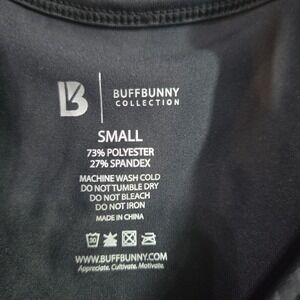 BUFFBUNNY
COLLECTION
SMALL
73% POLYESTER
27% SPANDEX
MACHINE WASH COLD
DO NOT TUMBLE DRY
DO NOT BLEACH
DO NOT IRON
MADE IN CHINA
30
WWW.BUFFBUNNY.COM
Appreciate. Cultivate. Motivate.